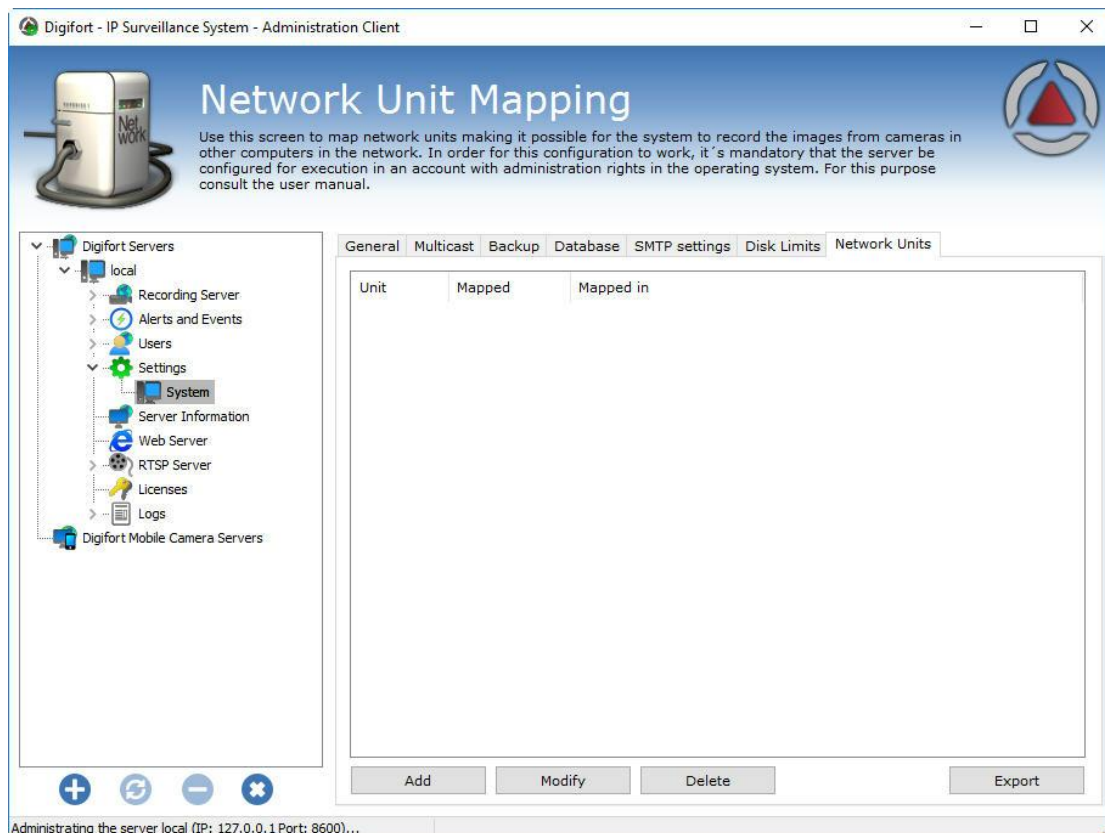 Digifort - IP Surveillance System - Administration Client
Network Unit Mapping
Use this screen to map network units making it possible for the system to record the images from cameras in
other computers in the network. In order for this configuration to work, it´s mandatory that the server be
configured for execution in an account with administration rights in the operating system. For this purpose
consult the user manual.
Net
work
Digifort Servers
local
Recording Server
Alerts and Events
Users
Settings
System
Server Information
Web Server
RTSP Server
Licenses
Logs
Digifort Mobile Camera Servers
General Multicast Backup Database SMTP settings Disk Limits Network Units
Unit Mapped Mapped in
Add Modify Delete Export
Administrating the server local (IP: 127.0.0.1 Port: 8600)...